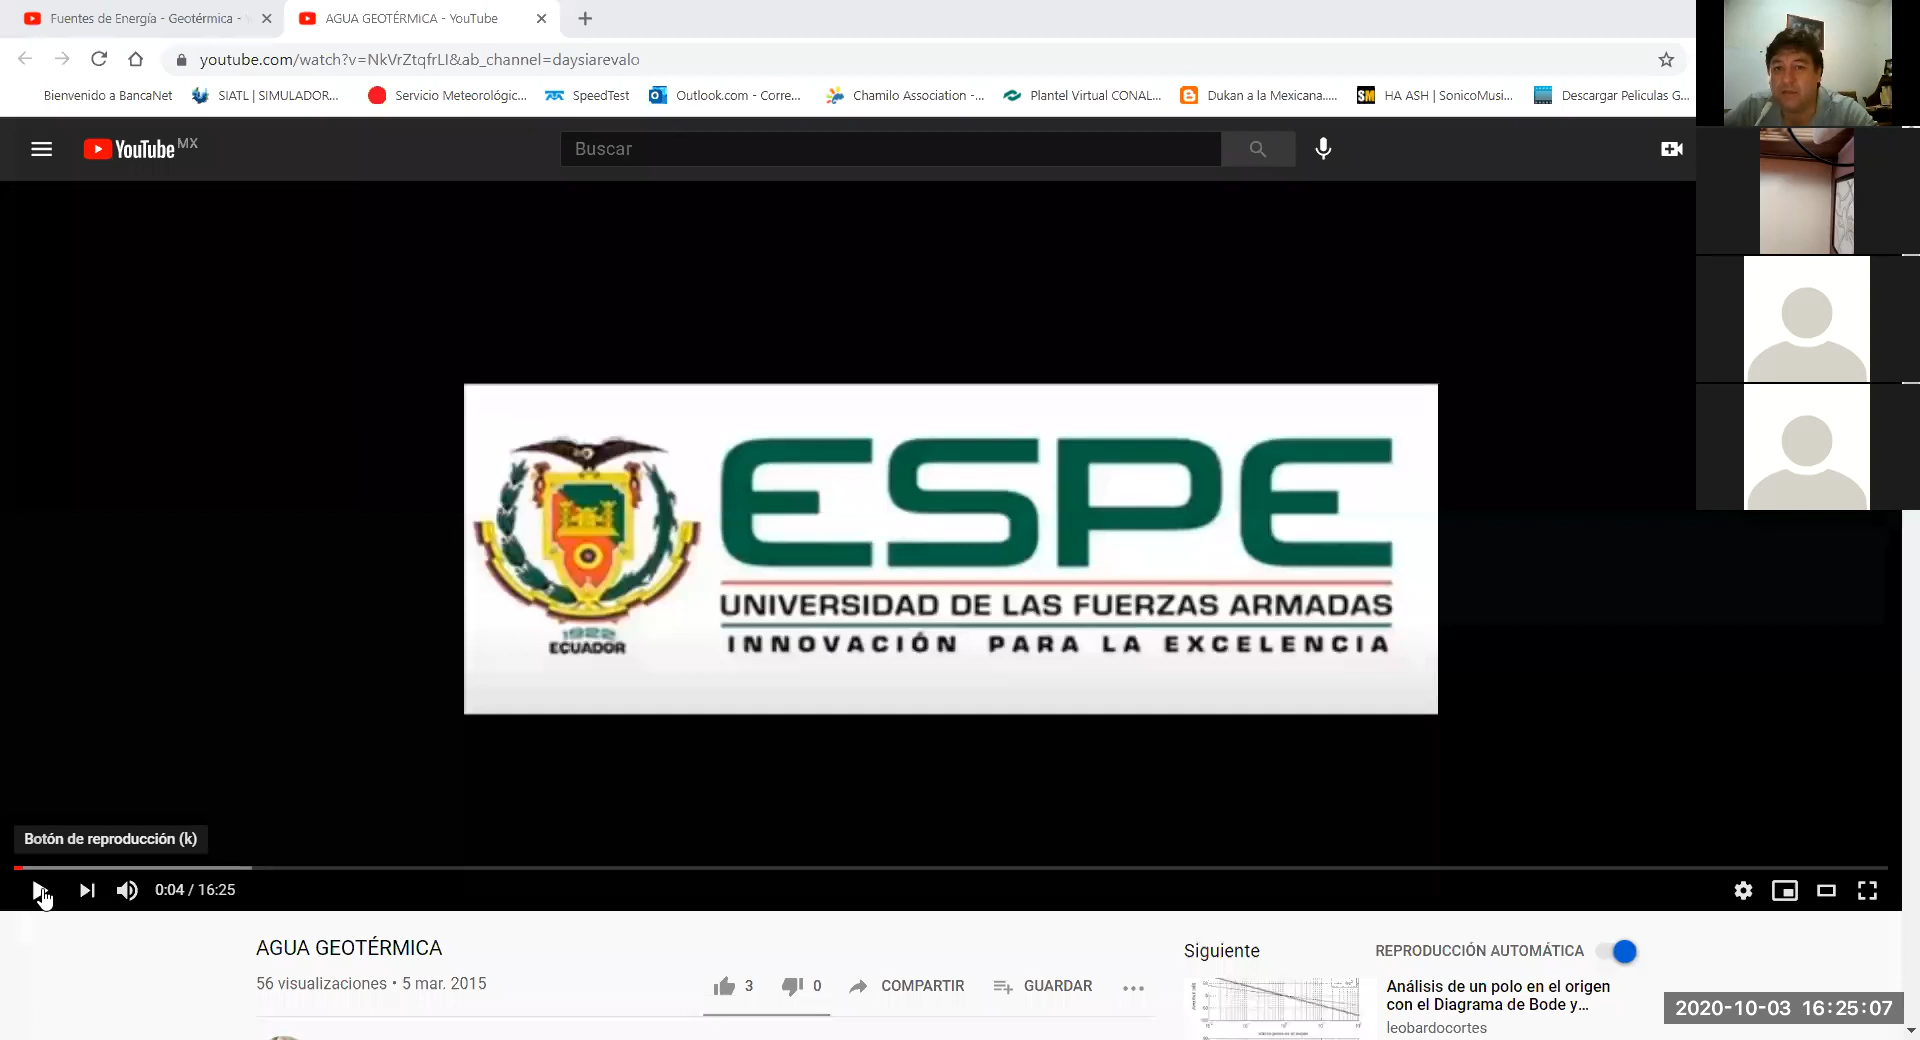 Fuentes de Energía - Geotérmica -
AGUA GEOTÉRMICA - YouTube
youtube.com/watch?v=NkVrZtqfrLI&ab_channel=daysiarevalo
Bienvenido a BancaNet
SIATL | SIMULADOR...
Servicio Meteorológic...
SpeedTest
Outlook.com - Corre...
Chamilo Association -...
Plantel Virtual CONAL...
Dukan a la Mexicana.....
SM
HA ASH | SonicoMusi...
Descargar Peliculas G...
YouTube MX
Buscar
ESPE
UNIVERSIDAD DE LAS FUERZAS ARMADAS
INNOVACIÓN PARA LA EXCELENCIA
1922
ECUADOR
Botón de reproducción (k)
0:04 / 16:25
AGUA GEOTÉRMICA
56 visualizaciones • 5 mar. 2015
3
0
COMPARTIR
GUARDAR
Siguiente
REPRODUCCIÓN AUTOMÁTICA
Análisis de un polo en el origen
con el Diagrama de Bode y...
leobardocortes
2020-10-03 16:25:07